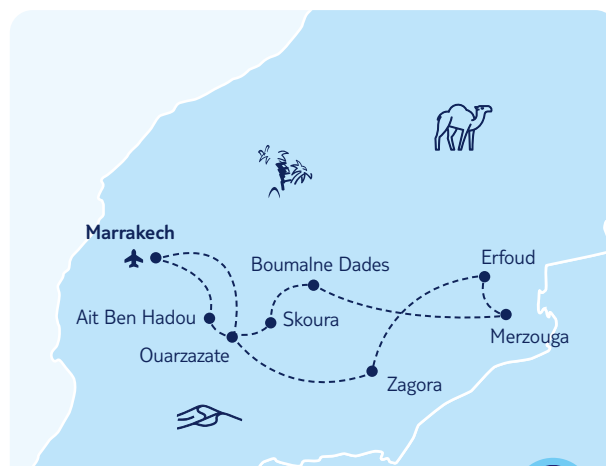 Marrakech
Erfoud
Boumalne Dades
Ait Ben Hadou
Skoura
Merzouga
Ouarzazate
Zagora